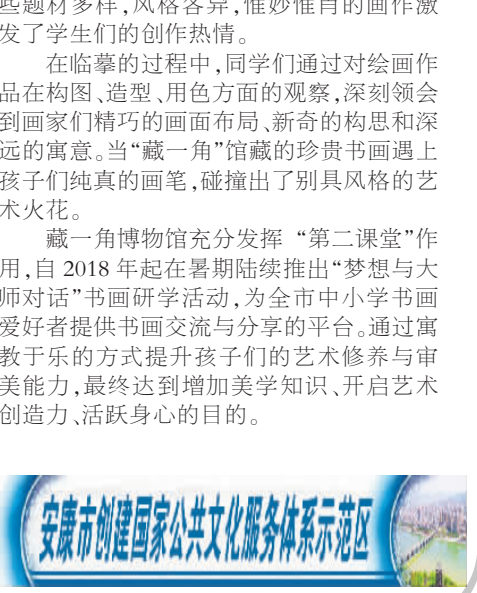 些题材多样,风格各异,惟妙惟肖的画作激
发了学生们的创作热情。
在临摹的过程中,同学们通过对绘画作
品在构图、造型、用色方面的观察,深刻领会
到画家们精巧的画面布局、新奇的构思和深
远的寓意。当“藏一角”馆藏的珍贵书画遇上
孩子们纯真的画笔,碰撞出了别具风格的艺
术火花。
藏一角博物馆充分发挥“第二课堂”作
用,自 2018 年起在暑期陆续推出“梦想与大
师对话”书画研学活动,为全市中小学书画
爱好者提供书画交流与分享的平台。通过寓
教于乐的方式提升孩子们的艺术修养与审
美能力,最终达到增加美学知识、开启艺术
创造力、活跃身心的目的。
安康市创建国家公共文化服务体系示范区